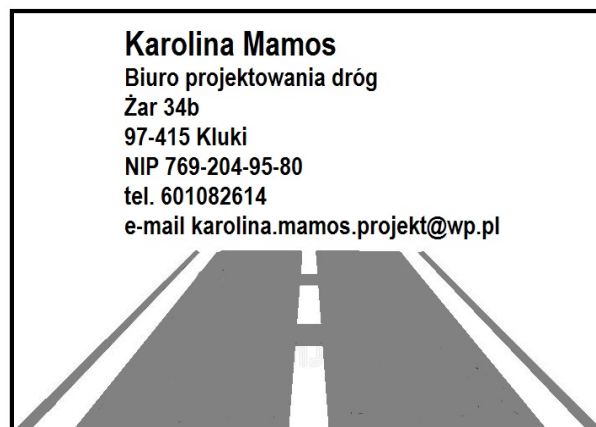 Karolina Mamos
Biuro projektowania dróg
Żar 34b
97-415 Kluki
NIP 769-204-95-80
tel. 601082614
e-mail karolina.mamos.projekt@wp.pl